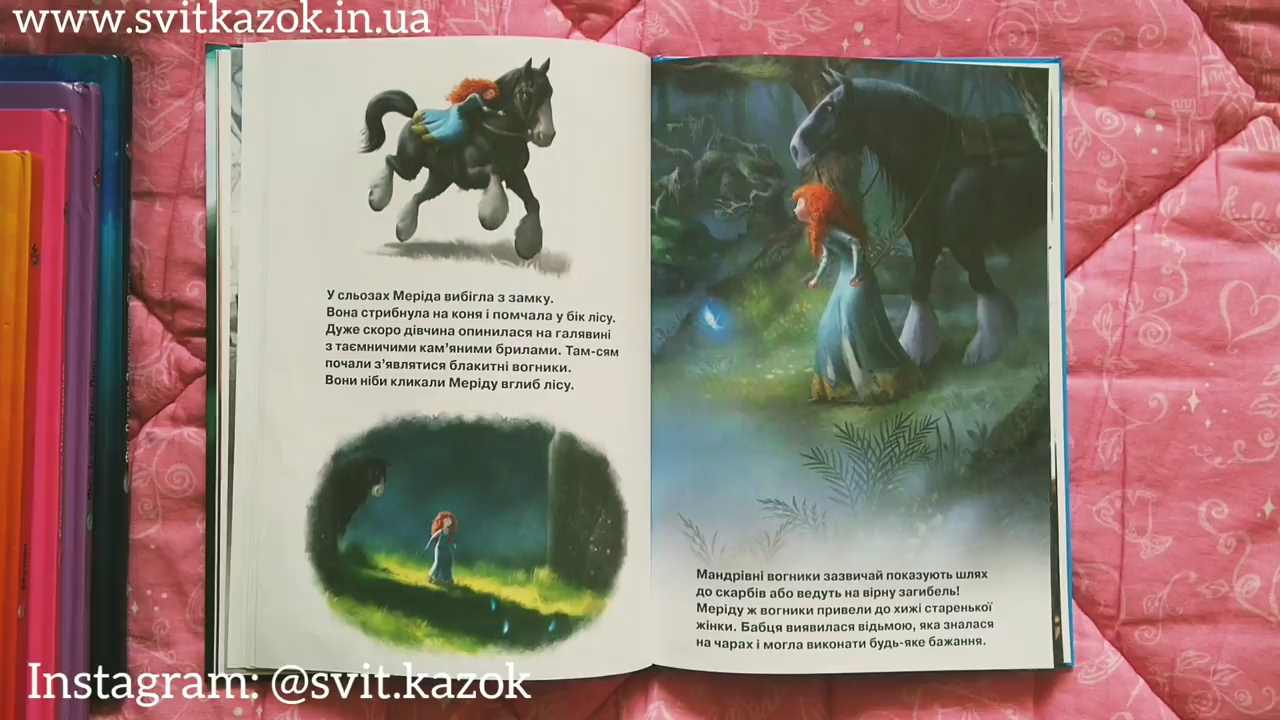 www.svitkazok.in.ua
У сльозах Меріда вибігла з замку.
Вона стрибнула на коня і помчала у бік лісу.
Дуже скоро дівчина опинилася на галявині
з таємничими кам’яними брилами. Там-сям
почали з’являтися блакитні вогники.
Вони ніби кликали Меріду вглиб лісу.
Мандрівні вогники зазвичай показують шлях
до скарбів або ведуть на вірну загибель!
Меріду ж вогники привели до хижі старенької
жінки. Бабця виявилася відьмою, яка зналася
на чарах і могла виконати будь-яке бажання.
Instagram: @svit.kazok